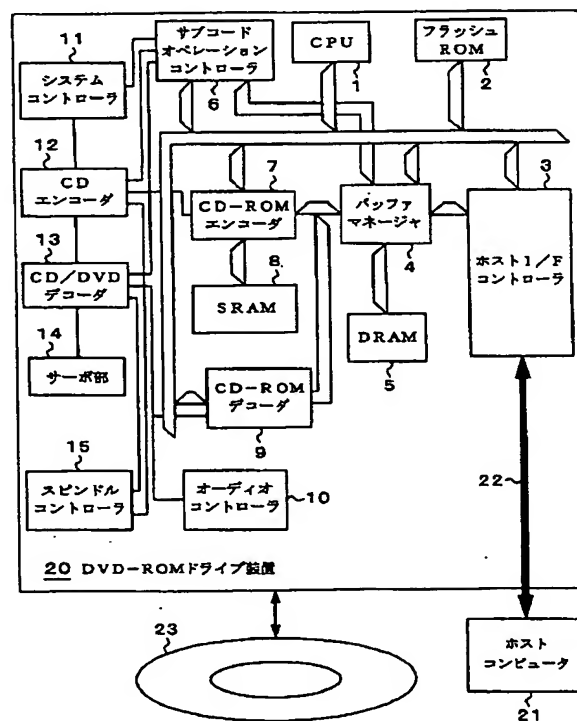 11
システム
コントローラ
サブコード
オペレーション
コントローラ
6
CPU
1
フラッシュ
ROM
2
12
CD
エンコーダ
7
CD-ROM
エンコーダ
バッファ
マネージャ
4
3
ホストI/F
コントローラ
13
CD/DVD
デコーダ
8
SRAM
DRAM
5
14
サーボ部
CD-ROM
デコーダ
9
15
スピンドル
コントローラ
オーディオ
コントローラ
10
22
20 DVD-ROMドライブ装置
23
ホスト
コンピュータ
21